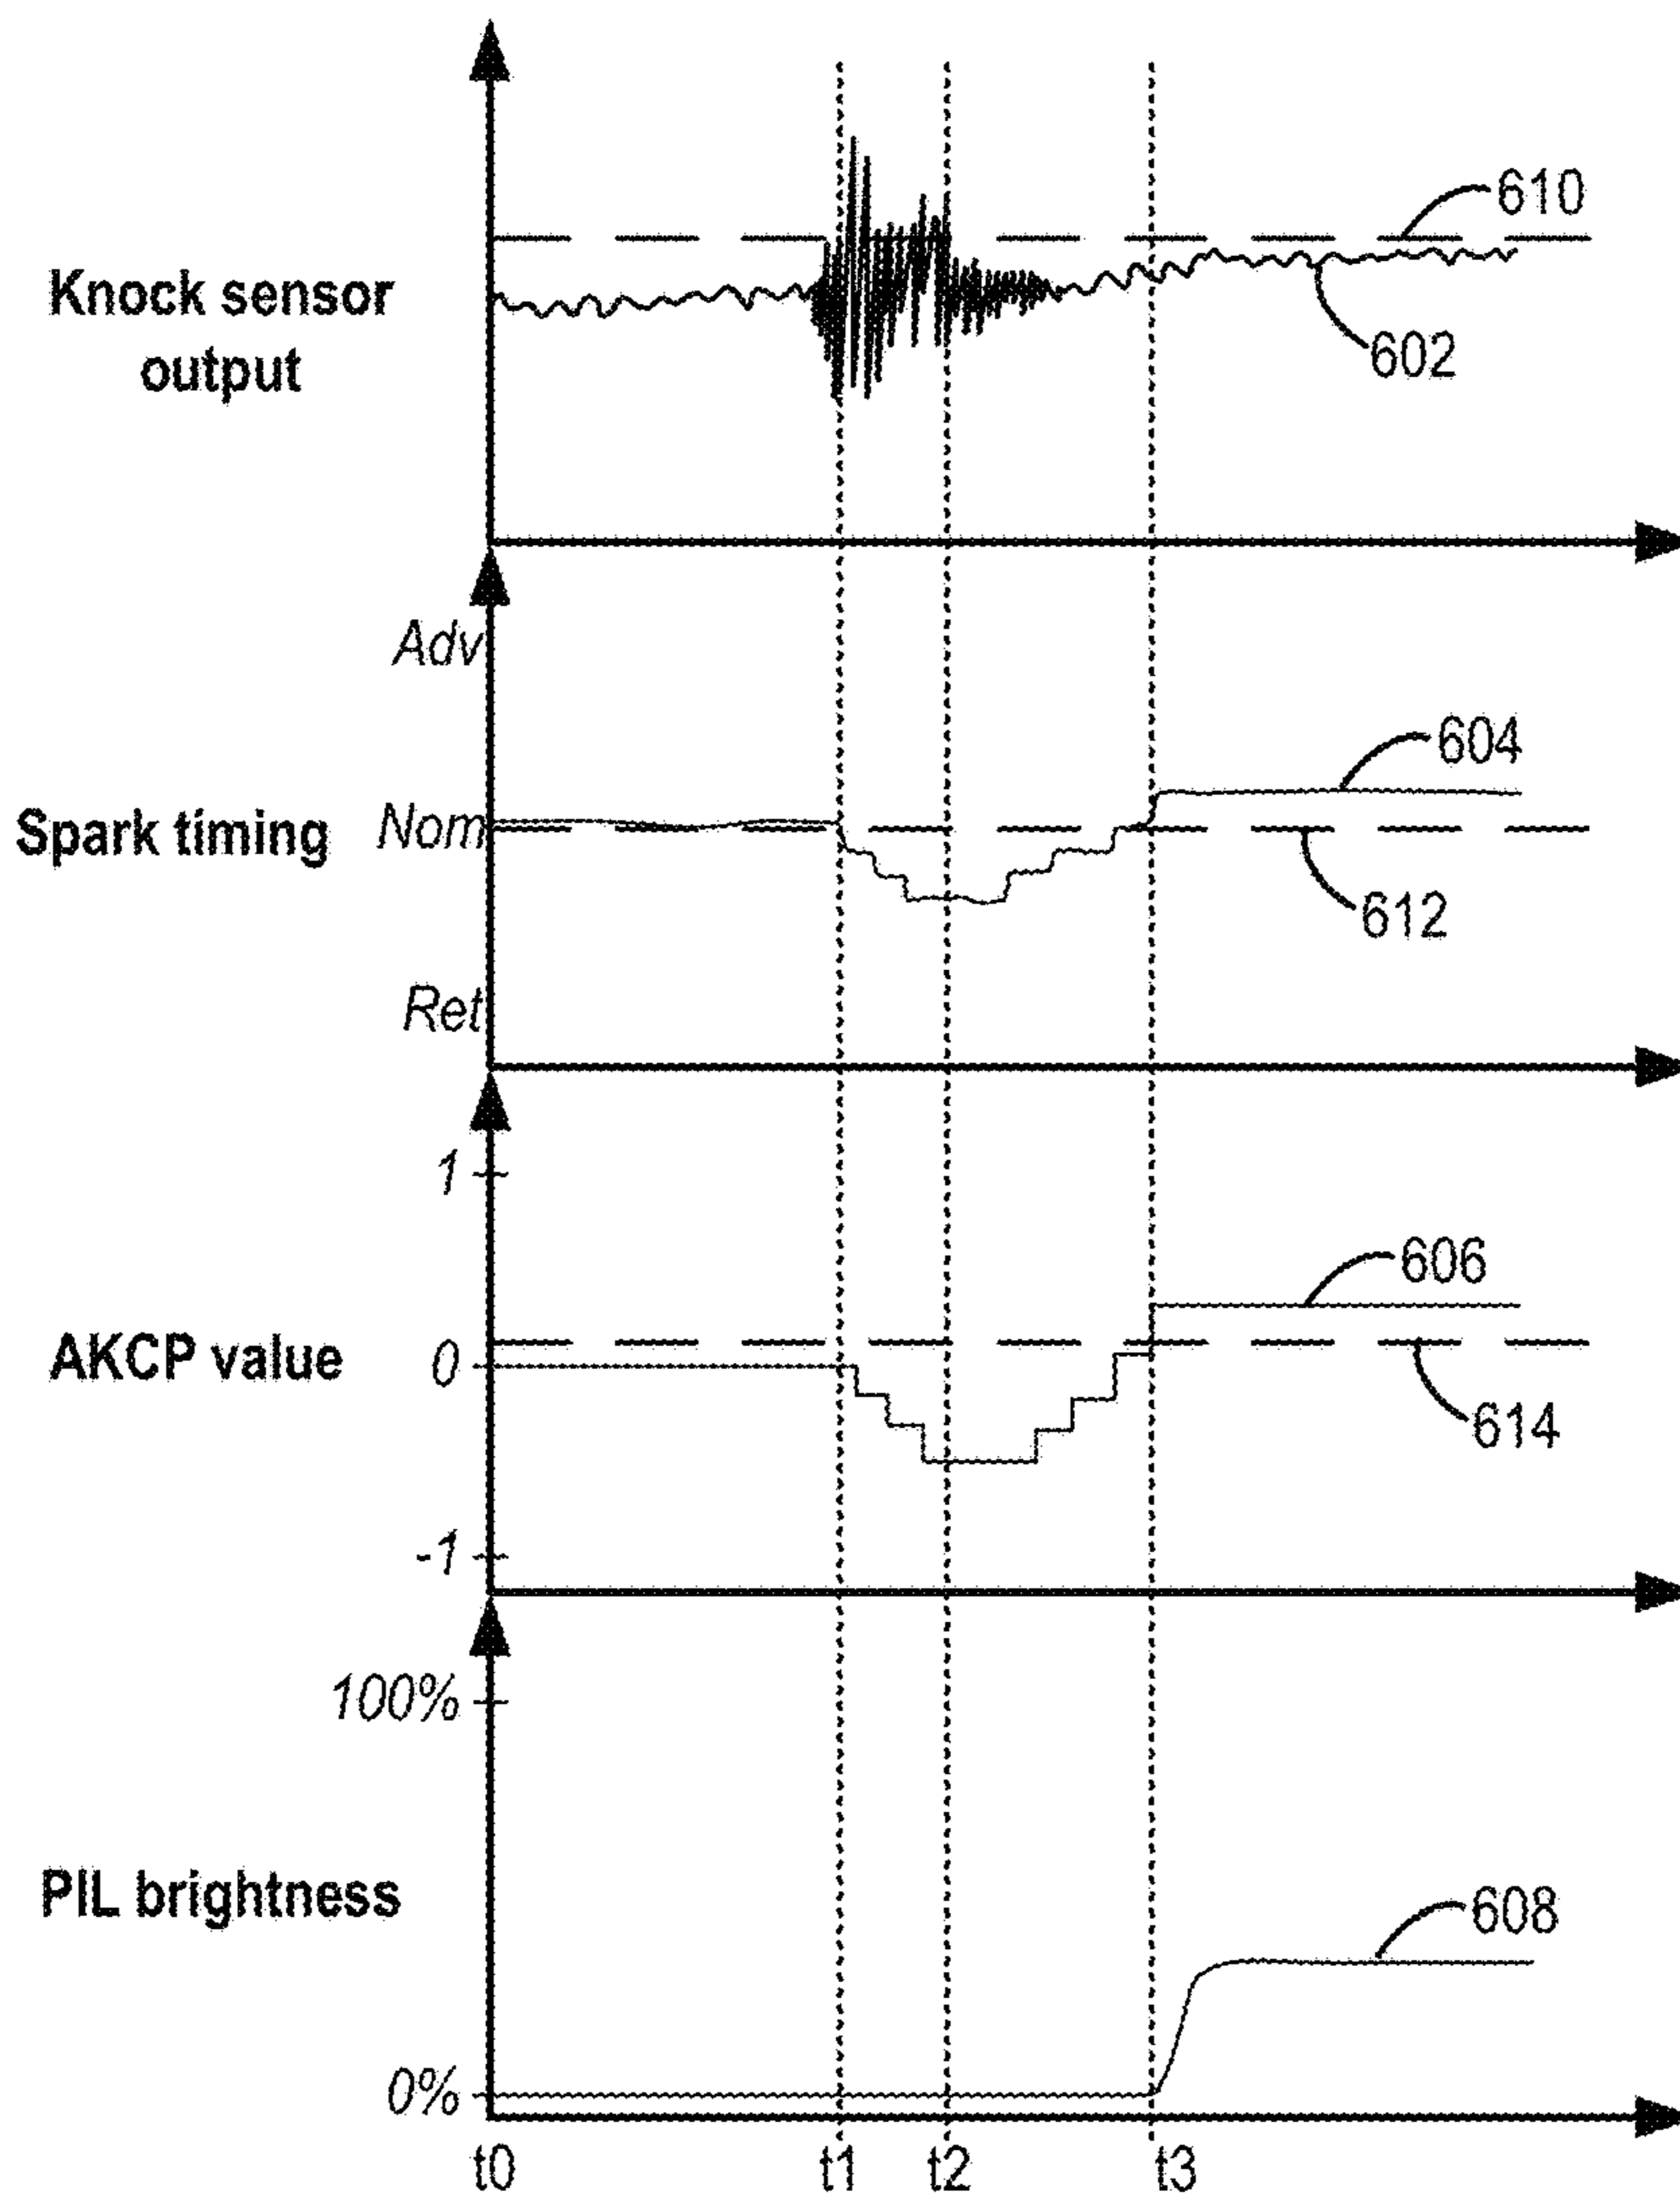 610
Knock sensor
output
602
Adv
604
Spark timing
Nom
612
Ret
1
606
AKCP value
0
614
-1
100%
PIL brightness
608
0%
t0
t1
t2
t3